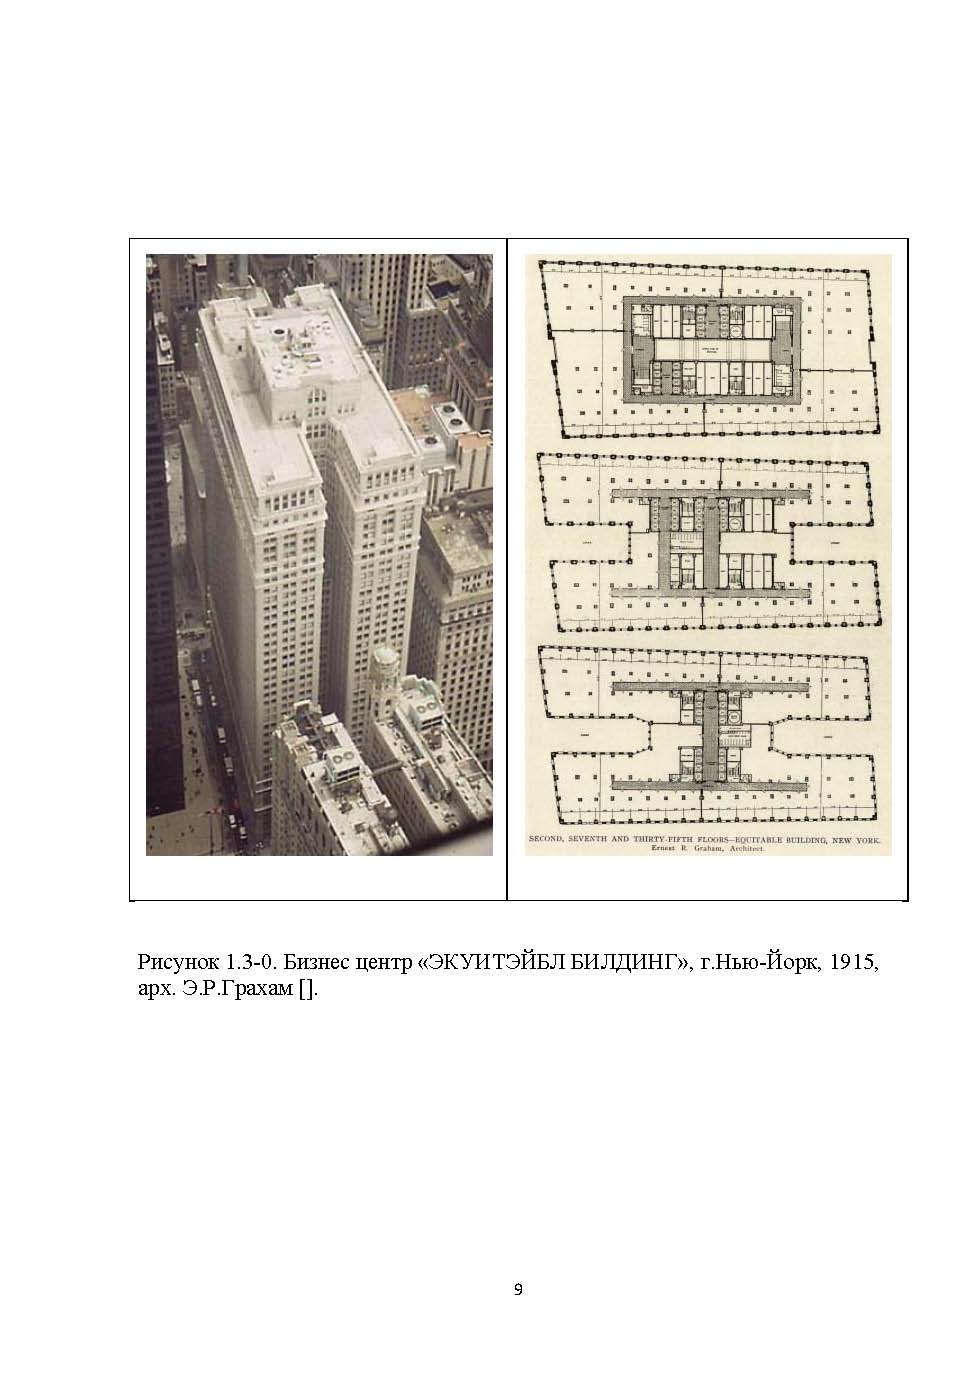 SECOND, SEVENTH AND THIRTY-FIFTH FLOORS—EQUITABLE BUILDING, NEW YORK.
Ernest R. Graham, Architect.
Рисунок 1.3-0. Бизнес центр «ЭКУИТЭЙБЛ БИЛДИНГ», г.Нью-Йорк, 1915,
арх. Э.Р.Грахам [].
9